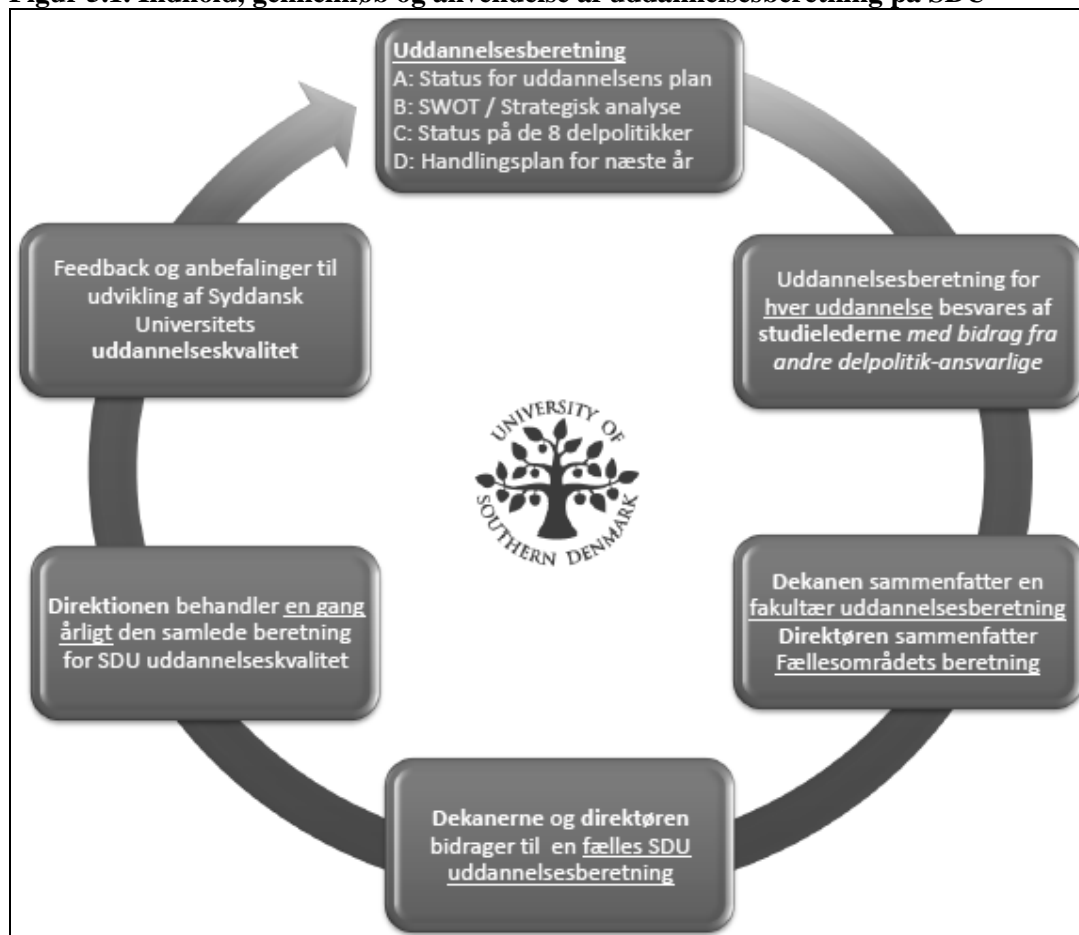 Figur Indhold, gennemløb og anvendelse af uddannelsesberetning på SDU
Uddannelsesberetning
A: Status for uddannelsens plan
B: SWOT / Strategisk analyse
C: Status på de 8 delpolitikker
D: Handlingsplan for næste år
Uddannelsesberetning for
hver uddannelse besvares af
studielederne med bidrag fra
andre delpolitik-ansvarlige
Dekanen sammenfatter en
fakultær uddannelsesberetning
Direktøren sammenfatter
Fællesområdets beretning
Dekanerne og direktøren
bidrager til en fælles SDU
uddannelsesberetning
Direktionen behandler en gang
årligt den samlede beretning
for SDU uddannelseskvalitet
Feedback og anbefalinger til
udvikling af Syddansk
Universitets
uddannelseskvalitet
UNIVERSITY OF
SOUTHERN DENMARK